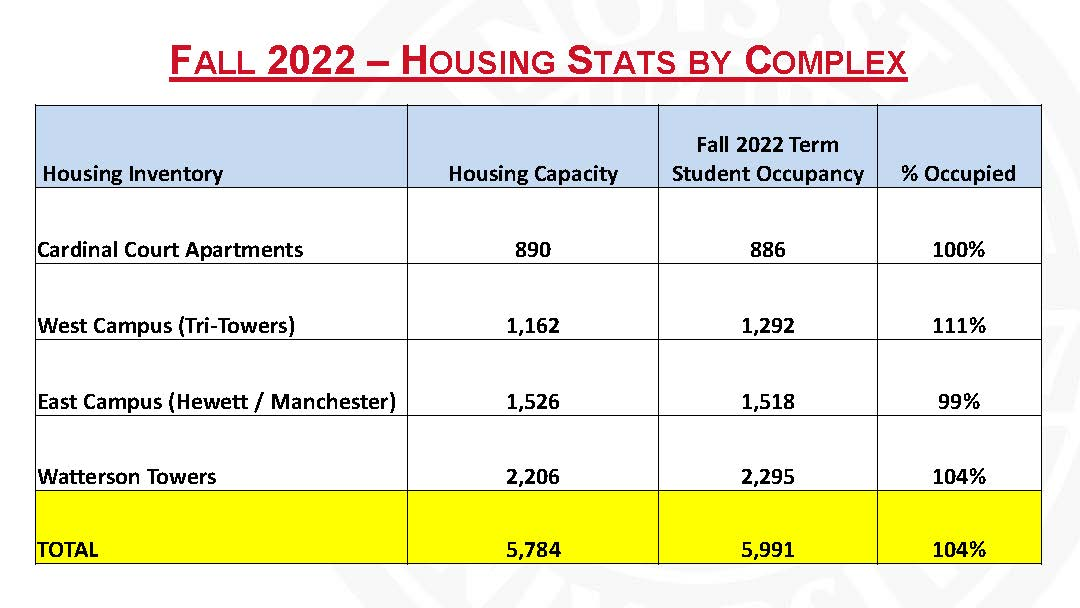 FALL 2022 – HOUSING STATS BY COMPLEX
Fall 2022 Term
Housing Inventory Housing Capacity Student Occupancy % Occupied
Cardinal Court Apartments 890 886 100%
West Campus (Tri-Towers) 1,162 1,292 111%
East Campus (Hewett / Manchester) 1,526 1,518 99%
Watterson Towers 2,206 2,295 104%
TOTAL 5,784 5,991 104%